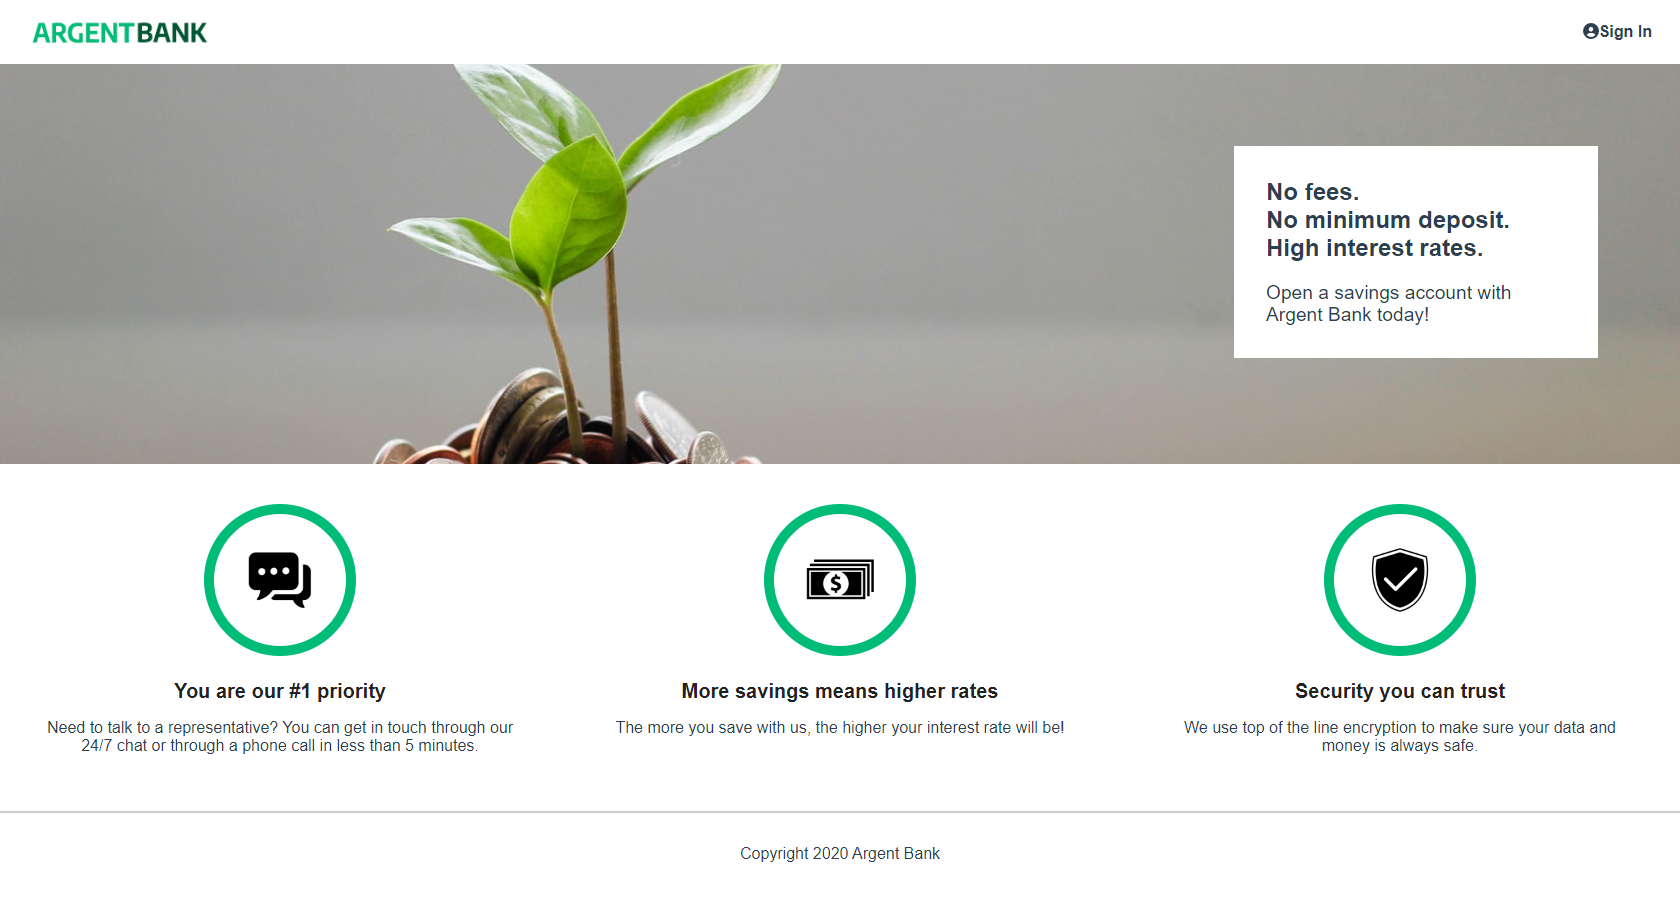 ARGENTBANK
Sign In
No fees.
No minimum deposit.
High interest rates.
Open a savings account with
Argent Bank today!
You are our #1 priority
Need to talk to a representative? You can get in touch through our
24/7 chat or through a phone call in less than 5 minutes.
$
More savings means higher rates
The more you save with us, the higher your interest rate will be!
Security you can trust
We use top of the line encryption to make sure your data and
money is always safe.
Copyright 2020 Argent Bank